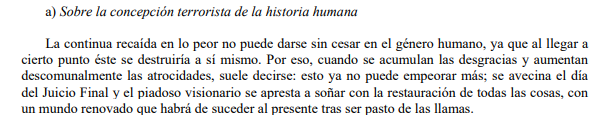 a) Sobre la concepción terrorista de la historia humana
La continua recaída en lo peor no puede darse sin cesar en el género humano, ya que al llegar a
cierto punto éste se destruiría a sí mismo. Por eso, cuando se acumulan las desgracias y aumentan
descomunalmente las atrocidades, suele decirse: esto ya no puede empeorar más; se avecina el día
del Juicio Final y el piadoso visionario se apresta a soñar con la restauración de todas las cosas, con
un mundo renovado que habrá de suceder al presente tras ser pasto de las llamas.